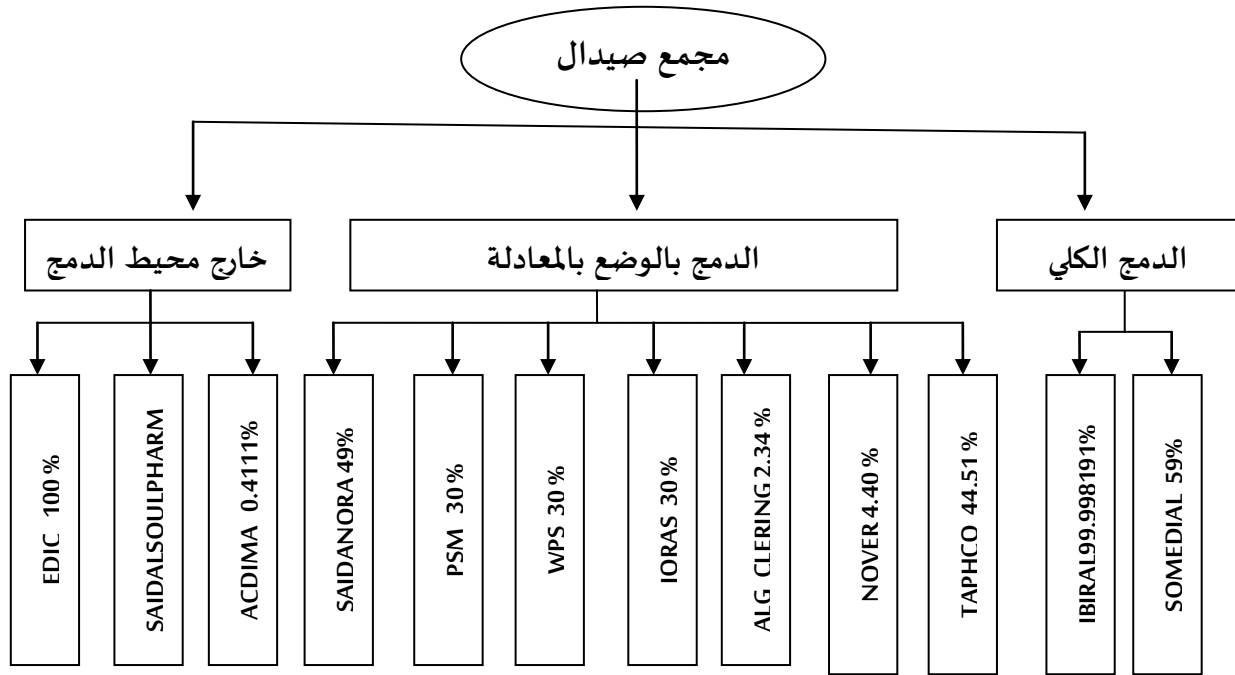 مجمع صيدال
الدمج الكلي
الدمج بالوضع بالمعادلة
خارج محيط الدمج
SOMEDIAL 59%
IBIRAL99.998191%
TAPHCO 44.51 %
NOVER 4.40 %
ALG CLERING 2.34 %
IORAS 30 %
WPS 30 %
PSM 30 %
SAIDANORA 49%
ACDIMA 0.4111%
SAIDALSOULPHARM
EDIC 100 %